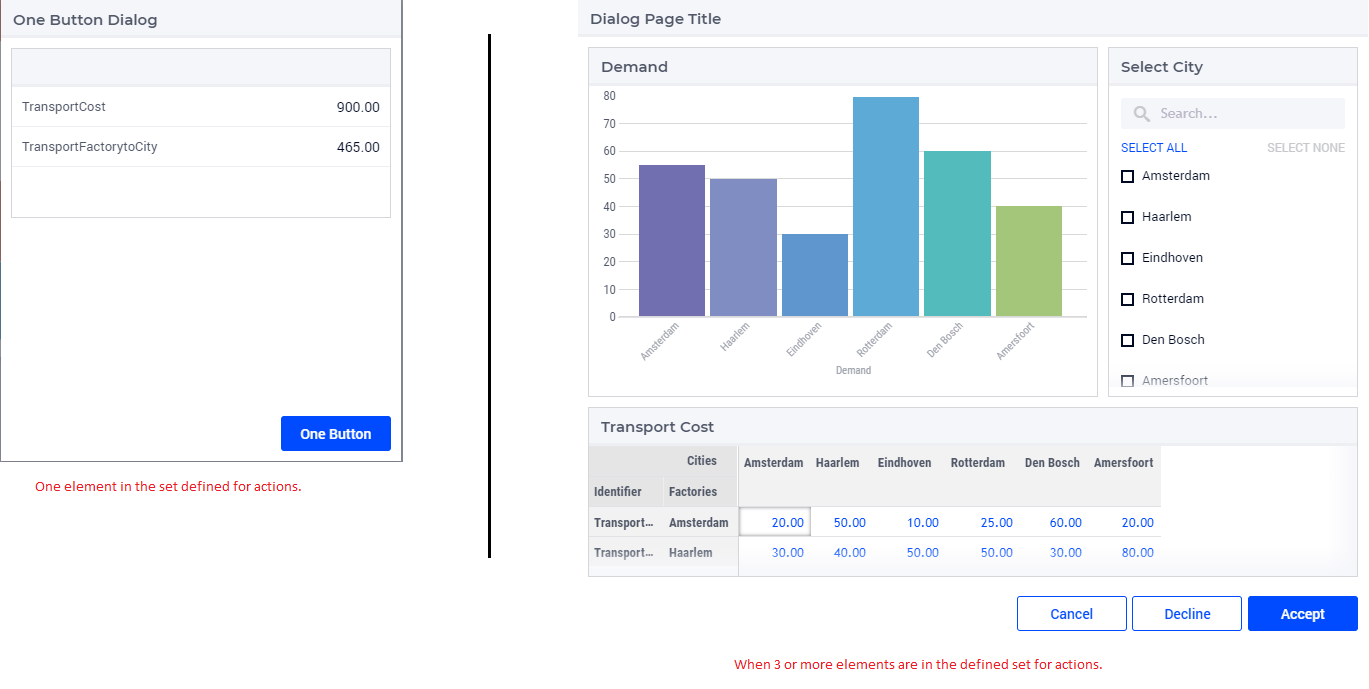 One Button Dialog
TransportCost 900.00
TransportFactorytoCity 465.00
One Button
One element in the set defined for actions.
Dialog Page Title
Demand
80
70
60
50
40
30
20
10
0
Amsterdam Haarlem Eindhoven Rotterdam Den Bosch Amersfoort
Demand
Select City
Search...
SELECT ALL SELECT NONE
Amsterdam
Haarlem
Eindhoven
Rotterdam
Den Bosch
Amersfoort
Transport Cost
Cities Amsterdam Haarlem Eindhoven Rotterdam Den Bosch Amersfoort
Identifier Factories
Transport... Amsterdam 20.00 50.00 10.00 25.00 60.00 20.00
Transport... Haarlem 30.00 40.00 50.00 50.00 30.00 80.00
Cancel Decline Accept
When 3 or more elements are in the defined set for actions.